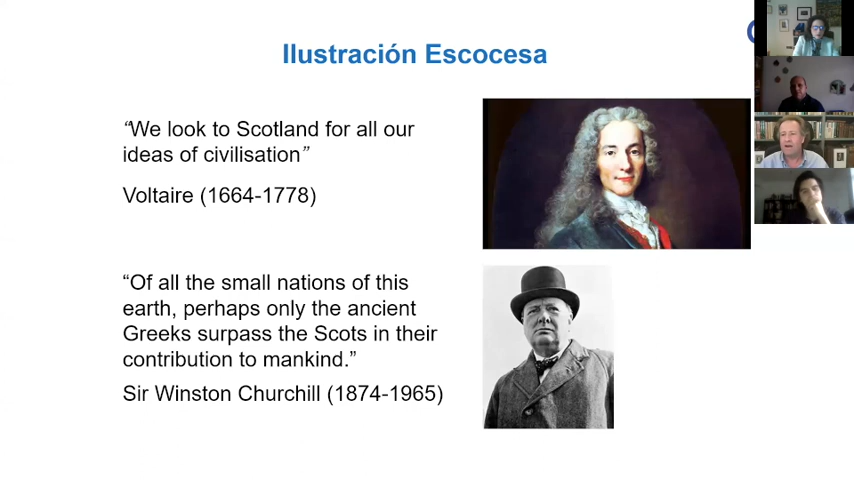 Ilustración Escocesa
“We look to Scotland for all our
ideas of civilisation”
Voltaire (1664-1778)
“Of all the small nations of this
earth, perhaps only the ancient
Greeks surpass the Scots in their
contribution to mankind.”
Sir Winston Churchill (1874-1965)